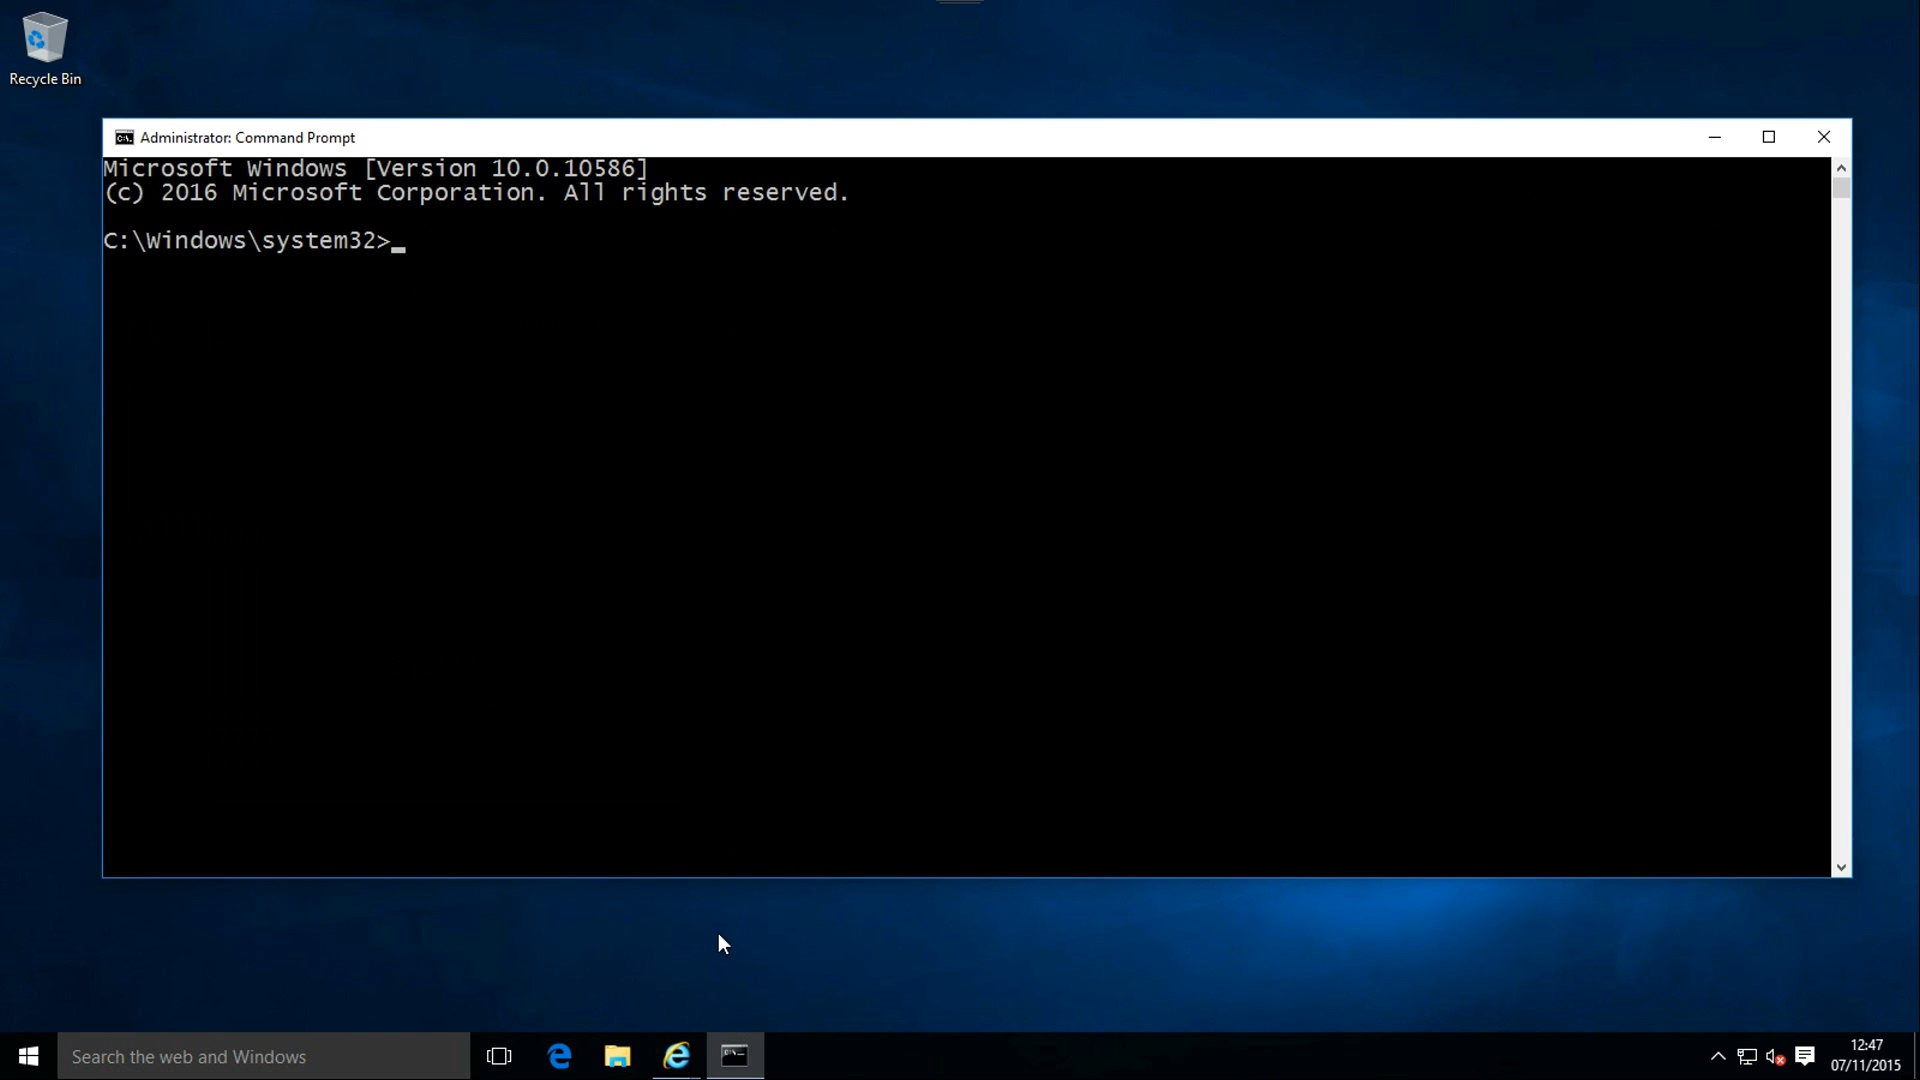 Recycle Bin
Administrator: Command Prompt
Microsoft Windows [Version 10.0.10586]
(c) 2016 Microsoft Corporation. All rights reserved.
C:\Windows\system32>_
Search the web and Windows
12:47
07/11/2015